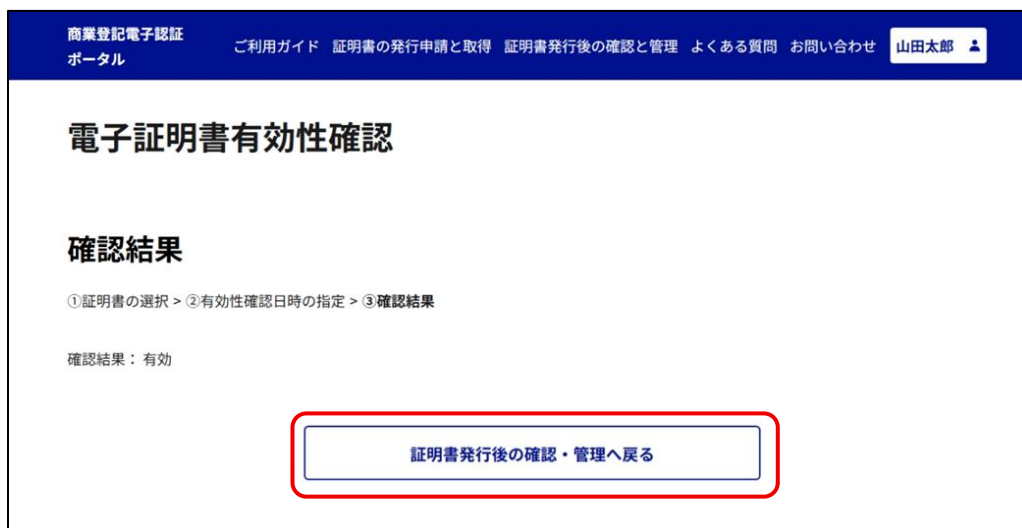 商業登記電子認証
ポータル
ご利用ガイド 証明書の発行申請と取得 証明書発行後の確認と管理 よくある質問 お問い合わせ 山田太郎
電子証明書有効性確認
確認結果
①証明書の選択 > ②有効性確認日時の指定 > ③確認結果
確認結果： 有効
証明書発行後の確認・管理へ戻る